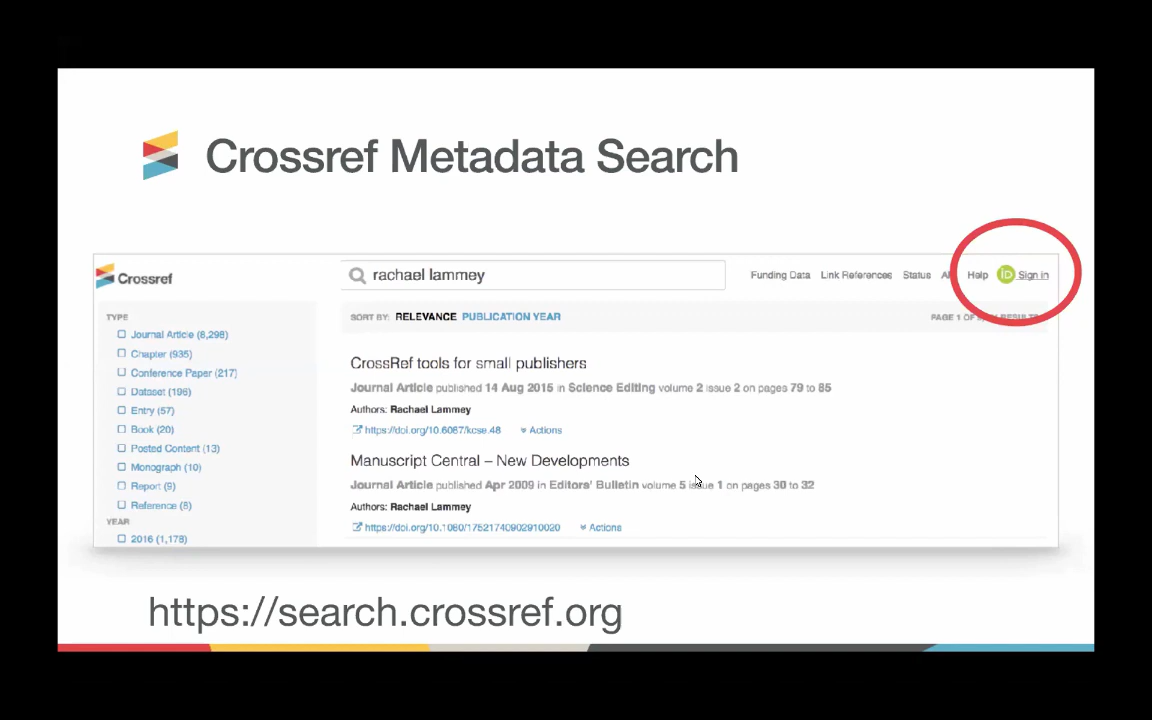 Crossref Metadata Search
Crossref
rachael lammey
Funding Data Link References Status Help iD Sign in
TYPE
Journal Article (8,298)
Chapter (935)
Conference Paper (217)
Dataset (196)
Entry (57)
Book (20)
Posted Content (13)
Monograph (10)
Report (9)
Reference (8)
YEAR
2016 (1,178)
SORT BY: RELEVANCE PUBLICATION YEAR
PAGE 1 OF RESULTS
CrossRef tools for small publishers
Journal Article published 14 Aug 2015 in Science Editing volume 2 issue 2 on pages 79 to 85
Authors: Rachael Lammey
https://doi.org/10.6087/kcse.48 Actions
Manuscript Central – New Developments
Journal Article published Apr 2009 in Editors' Bulletin volume 5 issue 1 on pages 30 to 32
Authors: Rachael Lammey
https://doi.org/10.1080/17521740902910020 Actions
https://search.crossref.org